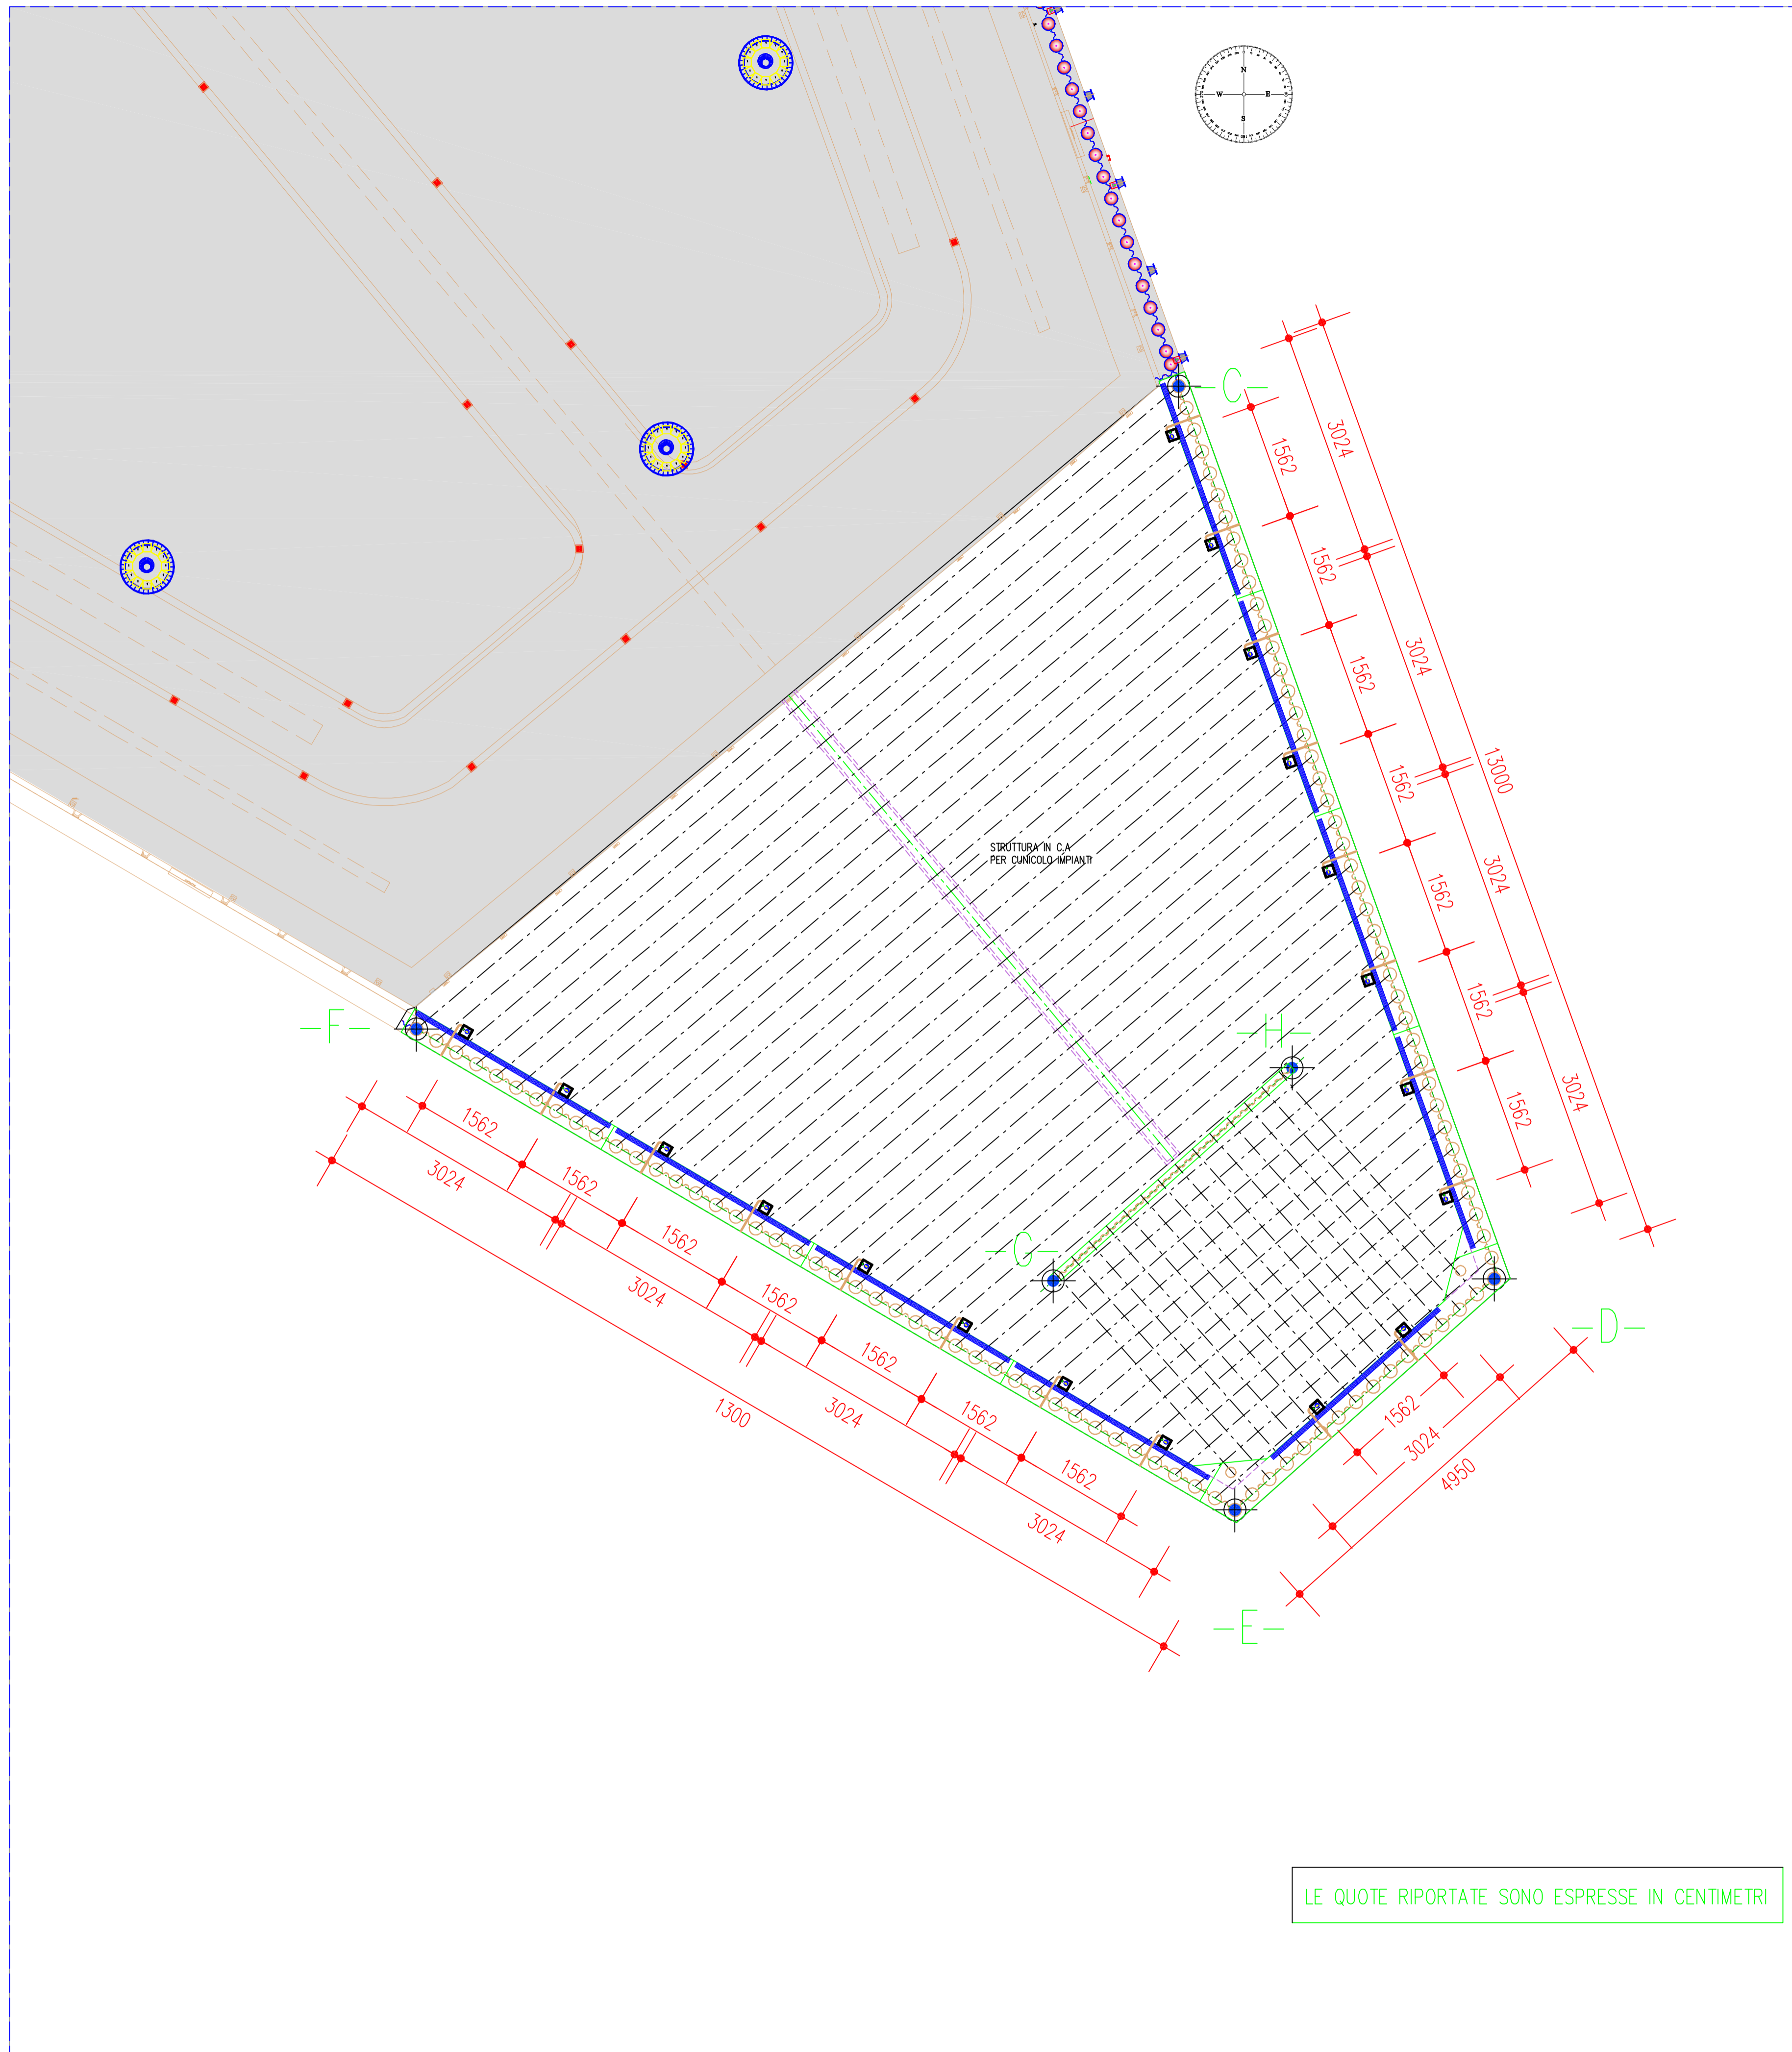 N
W E
S
-C-
3024
1562
1562
3024
1562
13000
1562
3024
1562
1562
3024
1562
STRUTTURA IN C.A
PER CUNICOLO IMPIANTI
-F-
-H-
-G-
1562
3024
1562
1562
3024
1562
1562
3024
1300
1562
1562
3024
-D-
1562
3024
4950
-E-
LE QUOTE RIPORTATE SONO ESPRESSE IN CENTIMETRI